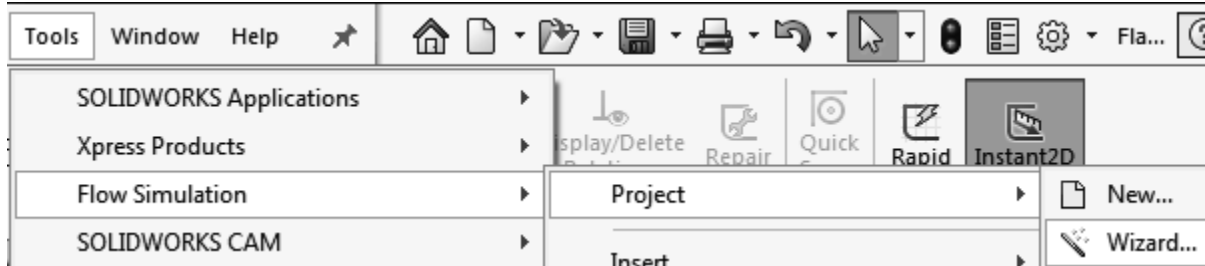 Tools Window Help Fla...
SOLIDWORKS Applications
Xpress Products
Flow Simulation
SOLIDWORKS CAM
splay/Delete
Repair
Quick
Rapid
Instant2D
Project
Insert
New...
Wizard...